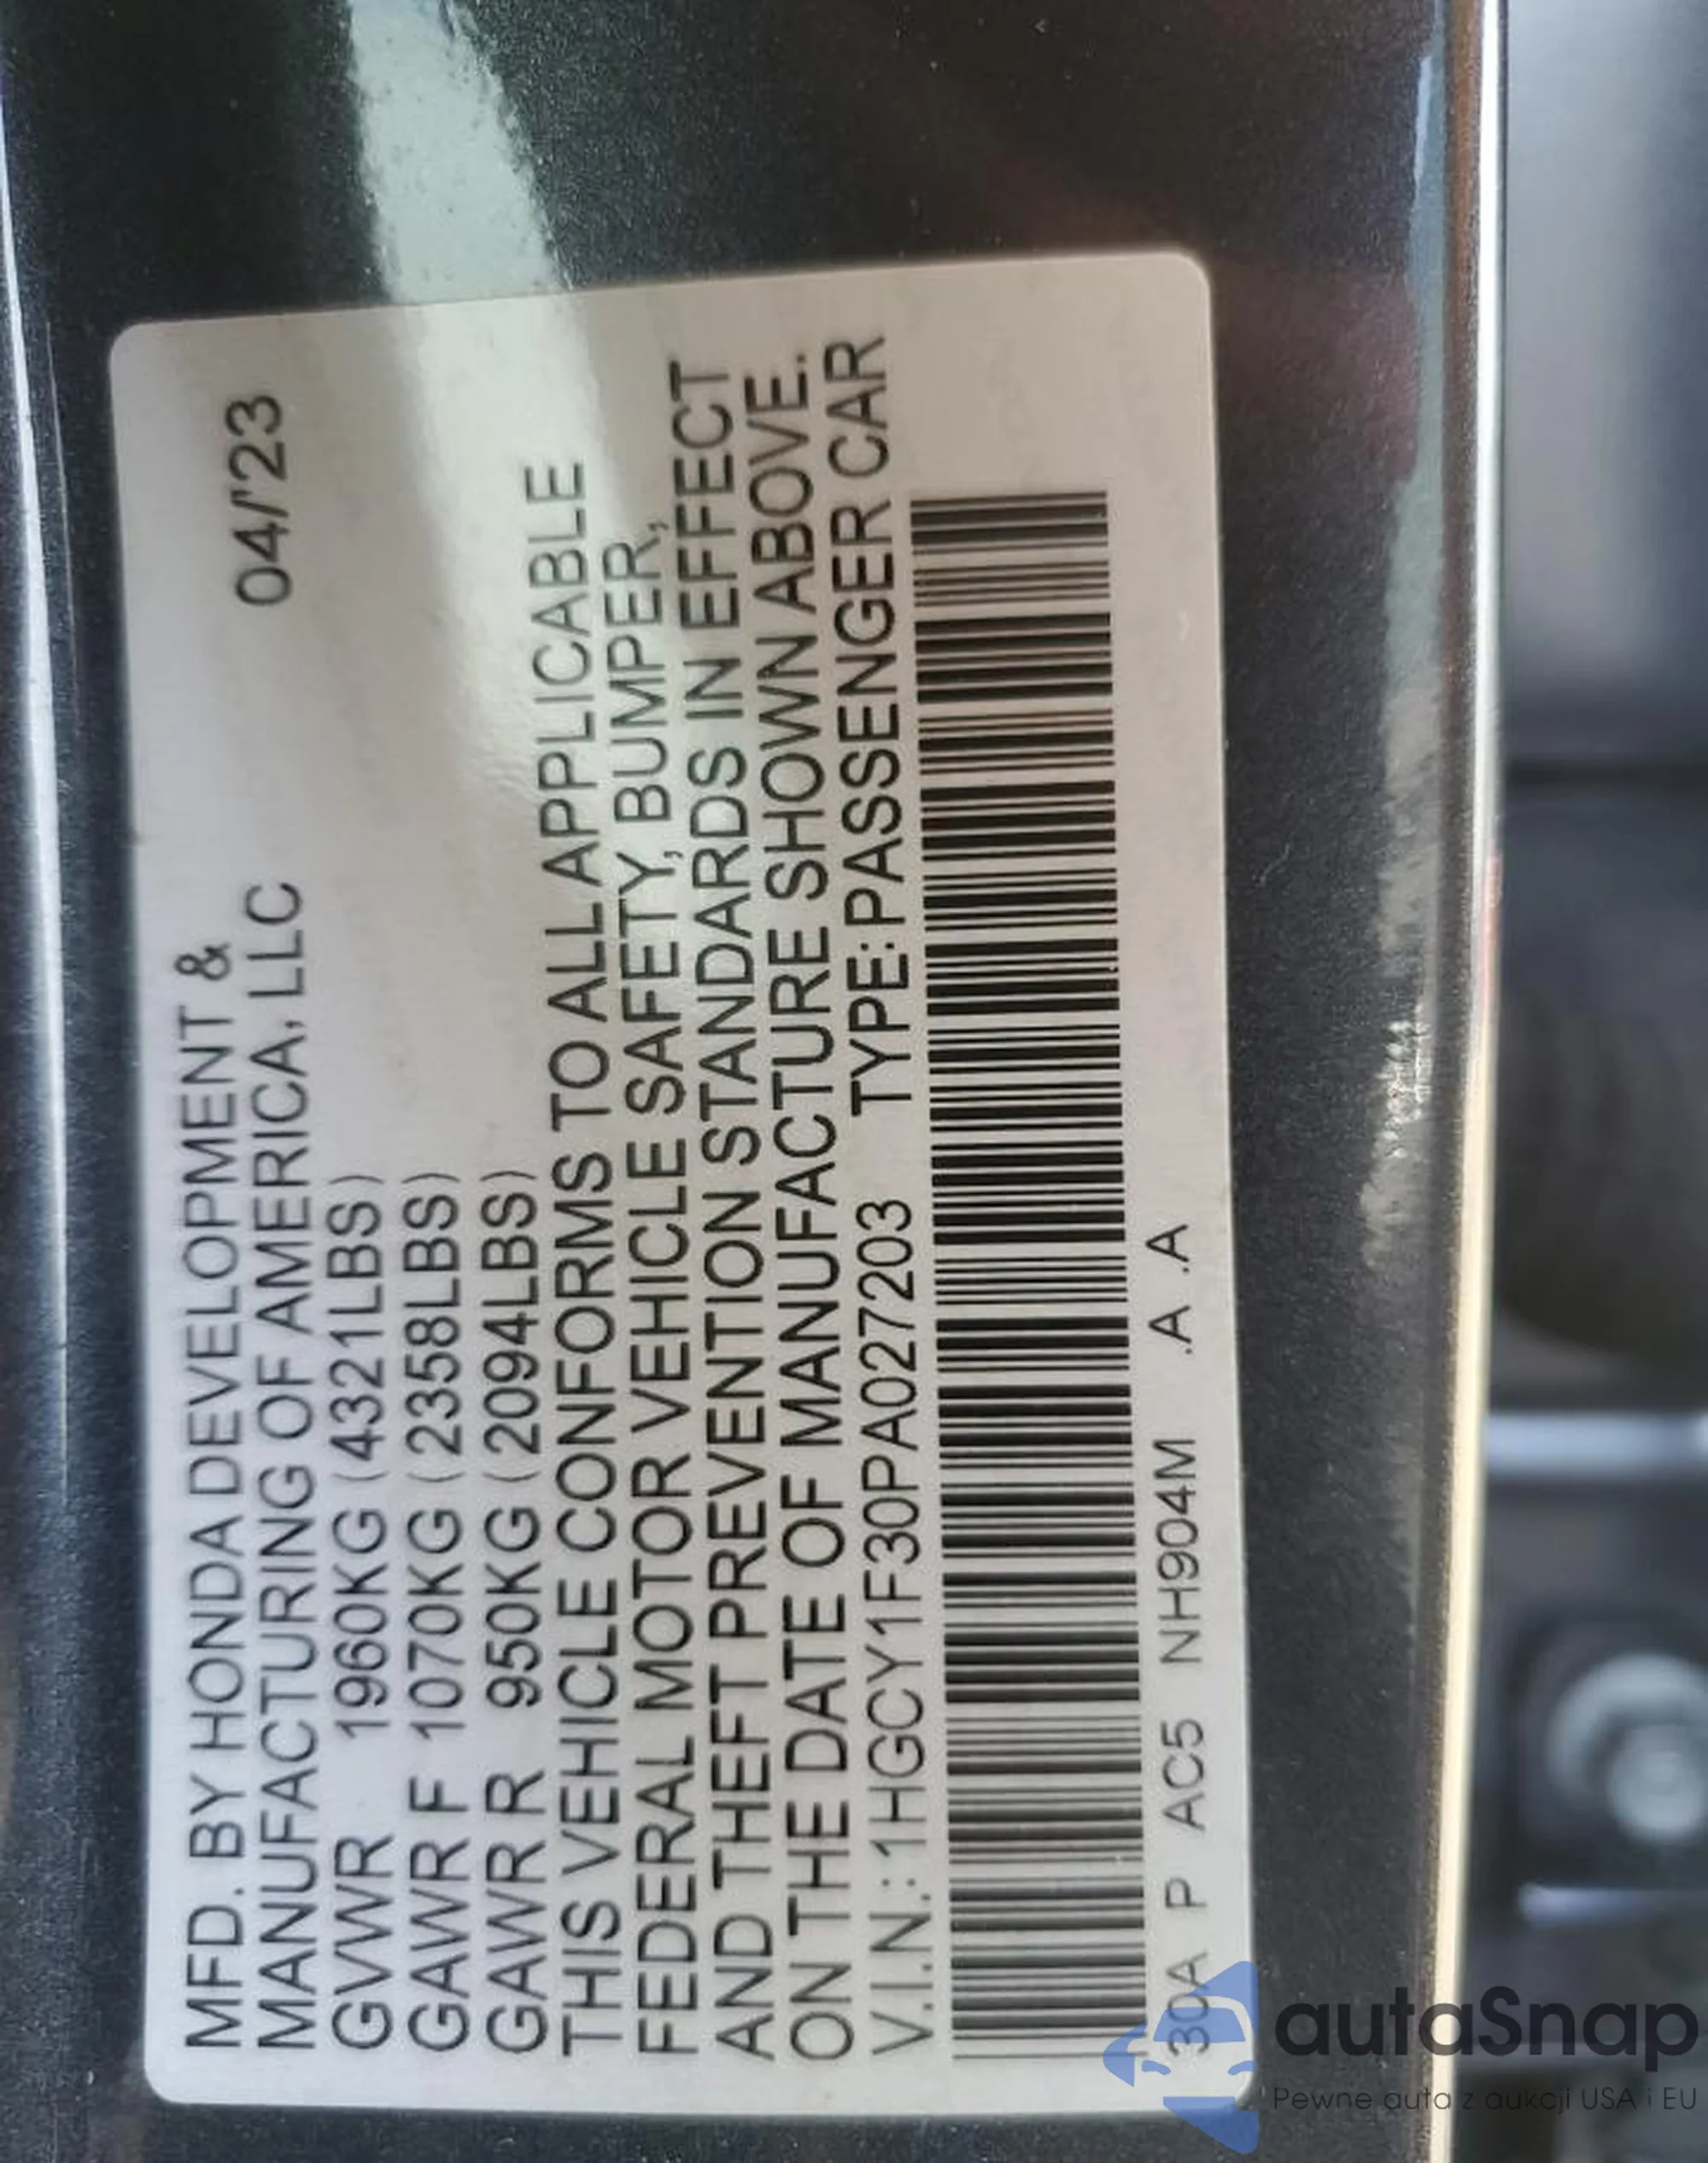 MFD. BY HONDA DEVELOPMENT &
MANUFACTURING OF AMERICA, LLC 04/'23
GVWR 1960KG (4321LBS)
GAWR F 1070KG (2358LBS)
GAWR R 950KG (2094LBS)
THIS VEHICLE CONFORMS TO ALL APPLICABLE
FEDERAL MOTOR VEHICLE SAFETY, BUMPER,
AND THEFT PREVENTION STANDARDS IN EFFECT
ON THE DATE OF MANUFACTURE SHOWN ABOVE.
V.I.N.: 1HGCY1F30PA027203 TYPE: PASSENGER CAR
30A P AC5 NH904M .A .A
autaSnap
Pewne auta z aukcji USA i EU